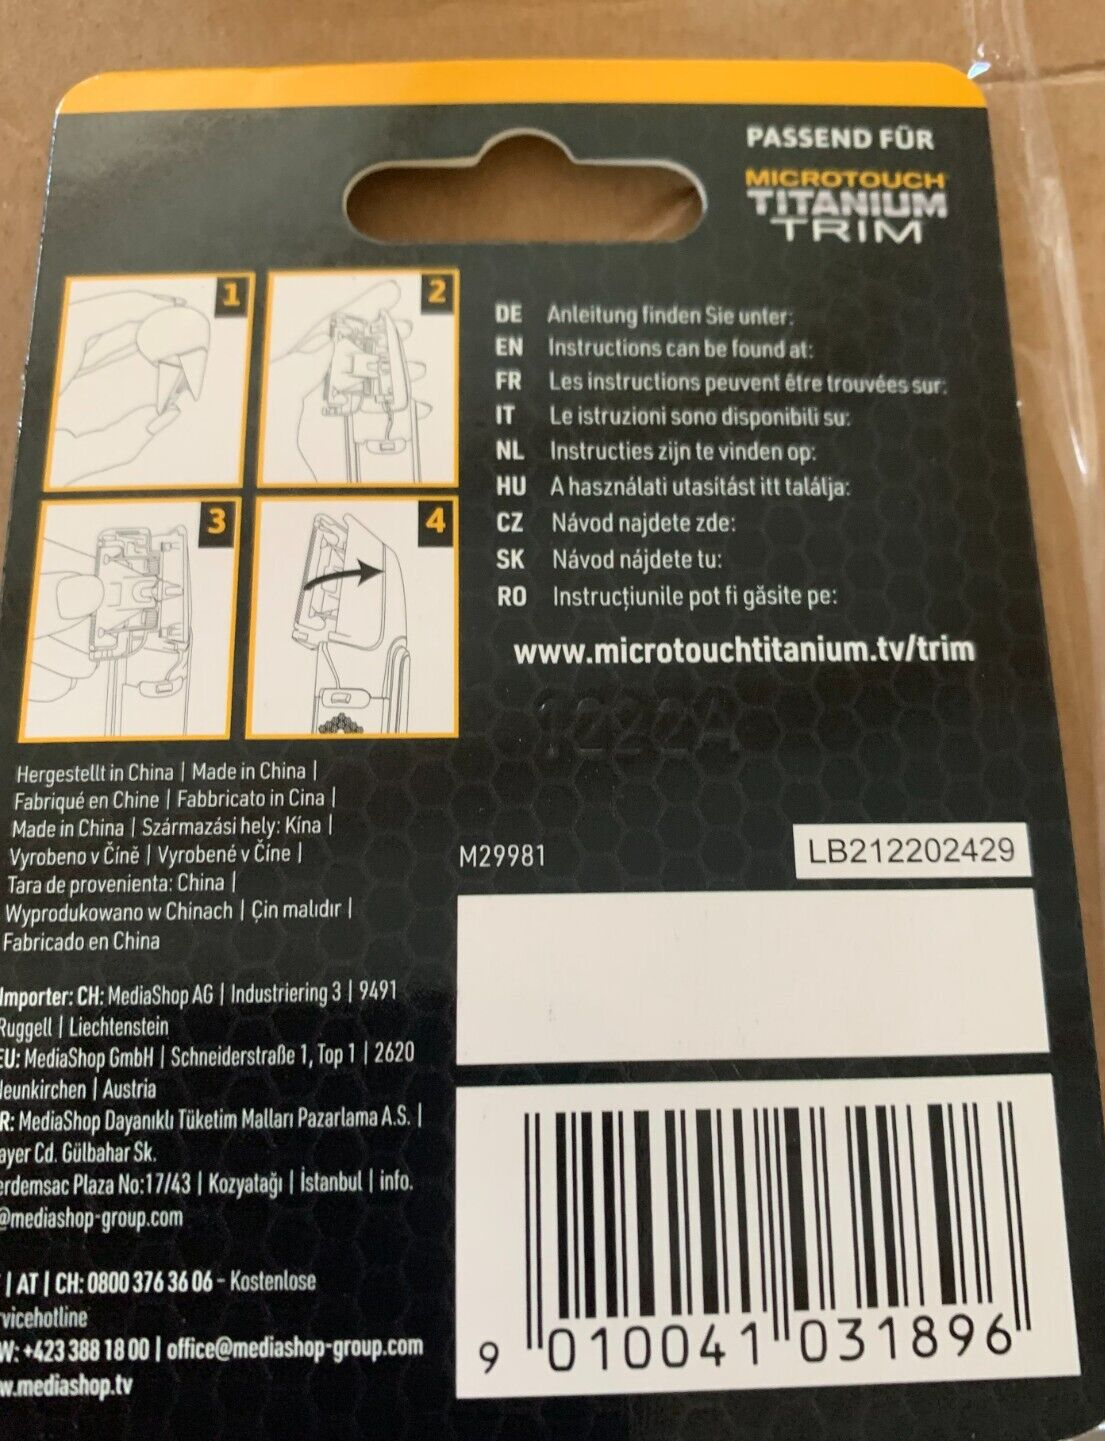 PASSEND FÜR
MICROTOUCH
TITANIUM
TRIM
1
2
3
4
DE Anleitung finden Sie unter:
EN Instructions can be found at:
FR Les instructions peuvent être trouvées sur:
IT Le istruzioni sono disponibili su:
NL Instructies zijn te vinden op:
HU A használati utasítást itt találja:
CZ Návod najdete zde:
SK Návod nájdete tu:
RO Instrucțiunile pot fi găsite pe:
www.microtouchtitanium.tv/trim
1222A
Hergestellt in China | Made in China |
Fabriqué en Chine | Fabbricato in Cina |
Made in China | Származási hely: Kína |
Vyrobeno v Číně | Vyrobené v Číne |
Tara de provenienta: China |
Wyprodukowano w Chinach | Çin malıdır |
Fabricado en China
Importer: CH: MediaShop AG | Industriering 3 | 9491
Ruggell | Liechtenstein
EU: MediaShop GmbH | Schneiderstraße 1, Top 1 | 2620
Neunkirchen | Austria
R: MediaShop Dayanıklı Tüketim Malları Pazarlama A.S. |
ayer Cd. Gülbahar Sk.
erdemsac Plaza No:17/43 | Kozyatağı | İstanbul | info.
@mediashop-group.com
| AT | CH: 0800 376 36 06 – Kostenlose
rvicehotline
W: +423 388 18 00 | office@mediashop-group.com
w.mediashop.tv
M29981
LB212202429
9 010041 031896